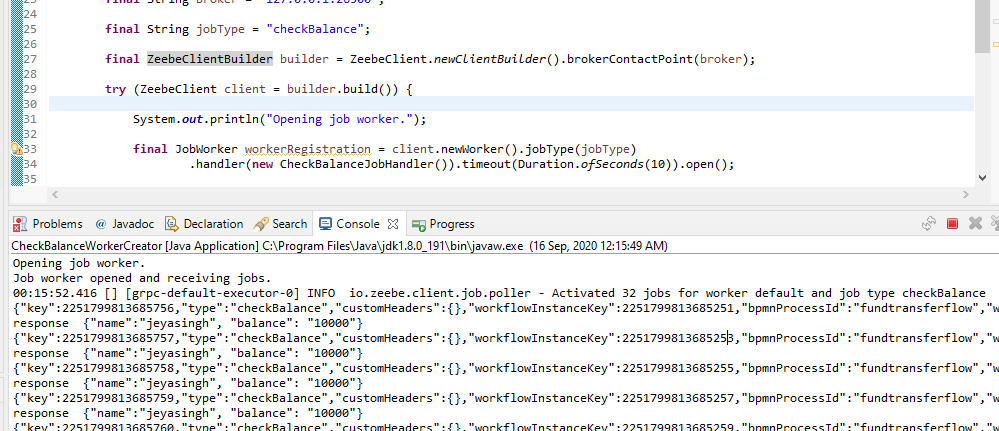 23 final String broker = "127.0.0.1:26500";
24
25 final String jobType = "checkBalance";
26
27 final ZeebeClientBuilder builder = ZeebeClient.newClientBuilder().brokerContactPoint(broker);
28
29 try (ZeebeClient client = builder.build()) {
30
31 System.out.println("Opening job worker.");
32
33 final JobWorker workerRegistration = client.newWorker().jobType(jobType)
34 .handler(new CheckBalanceJobHandler()).timeout(Duration.ofSeconds(10)).open();
35
Problems @ Javadoc Declaration Search Console Progress
CheckBalanceWorkerCreator [Java Application] C:\Program Files\Java\jdk1.8.0_191\bin\javaw.exe (16 Sep, 2020 12:15:49 AM)
Opening job worker.
Job worker opened and receiving jobs.
00:15:52.416 [] [grpc-default-executor-0] INFO io.zeebe.client.job.poller - Activated 32 jobs for worker default and job type checkBalance
{"key":2251799813685756,"type":"checkBalance","customHeaders":{},"workflowInstanceKey":2251799813685251,"bpmnProcessId":"fundtransferflow","w
response {"name":"jeyasingh", "balance": "10000"}
{"key":2251799813685757,"type":"checkBalance","customHeaders":{},"workflowInstanceKey":2251799813685253,"bpmnProcessId":"fundtransferflow","w
response {"name":"jeyasingh", "balance": "10000"}
{"key":2251799813685758,"type":"checkBalance","customHeaders":{},"workflowInstanceKey":2251799813685255,"bpmnProcessId":"fundtransferflow","w
response {"name":"jeyasingh", "balance": "10000"}
{"key":2251799813685759,"type":"checkBalance","customHeaders":{},"workflowInstanceKey":2251799813685257,"bpmnProcessId":"fundtransferflow","w
response {"name":"jeyasingh", "balance": "10000"}
{"key":2251799813685760,"type":"checkBalance","customHeaders":{},"workflowInstanceKey":2251799813685259,"bpmnProcessId":"fundtransferflow","w